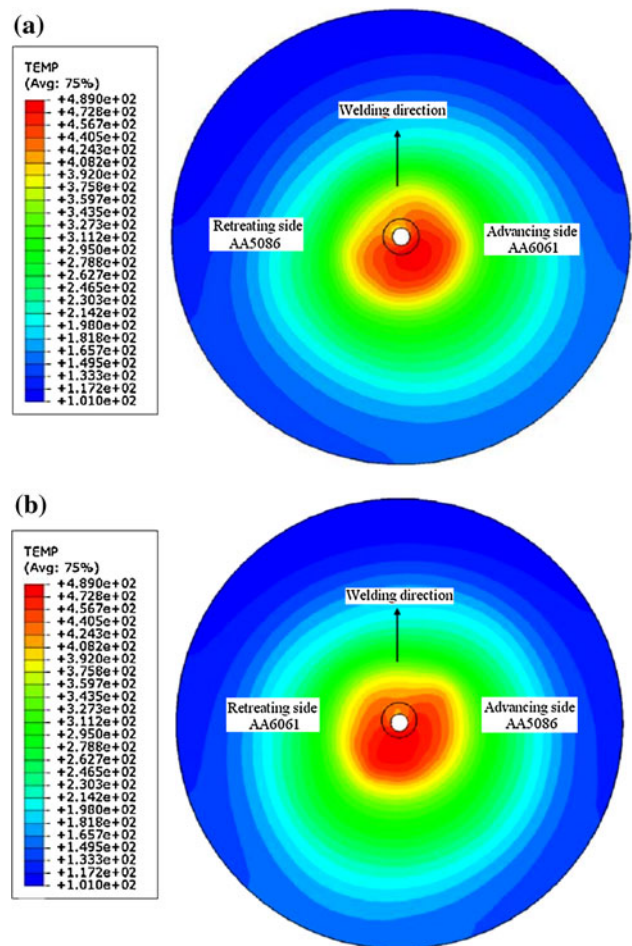 (a)
TEMP
(Avg: 75%)
+4.890e+02
+4.728e+02
+4.567e+02
+4.405e+02
+4.243e+02
+4.082e+02
+3.920e+02
+3.758e+02
+3.597e+02
+3.435e+02
+3.273e+02
+3.112e+02
+2.950e+02
+2.788e+02
+2.627e+02
+2.465e+02
+2.303e+02
+2.142e+02
+1.980e+02
+1.818e+02
+1.657e+02
+1.495e+02
+1.333e+02
+1.172e+02
+1.010e+02
Welding direction
Retreating side
AA5086
Advancing side
AA6061
(b)
TEMP
(Avg: 75%)
+4.890e+02
+4.728e+02
+4.567e+02
+4.405e+02
+4.243e+02
+4.082e+02
+3.920e+02
+3.758e+02
+3.597e+02
+3.435e+02
+3.273e+02
+3.112e+02
+2.950e+02
+2.788e+02
+2.627e+02
+2.465e+02
+2.303e+02
+2.142e+02
+1.980e+02
+1.818e+02
+1.657e+02
+1.495e+02
+1.333e+02
+1.172e+02
+1.010e+02
Welding direction
Retreating side
AA6061
Advancing side
AA5086